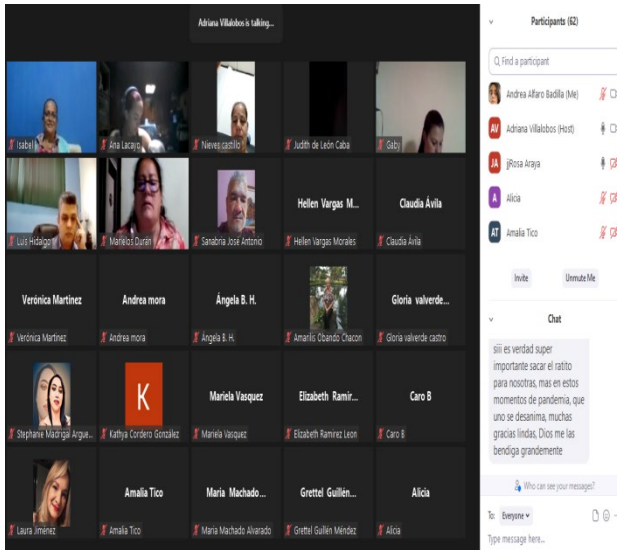 Adriana Villalobos is talking...
Participants (62)
Find a participant
Andrea Alfaro Badilla (Me)
AV
Adriana Villalobos (Host)
JA
jjRosa Araya
A
Alicia
AT
Amalia Tico
Invite
Unmute Me
Chat
siii es verdad super
importante sacar el ratito
para nosotras, mas en estos
momentos de pandemia, que
uno se desanima, muchas
gracias lindas, Dios me las
bendiga grandemente
Who can see your messages?
To: Everyone
Type message here...
Isabel
Ana Lacayo
Nieves castillo
Judith de León Caba
Gaby
Luis Hidalgo
Marielos Durán
Sanabria José Antonio
Hellen Vargas M...
Hellen Vargas Morales
Claudia Ávila
Claudia Ávila
Verónica Martinez
Verónica Martinez
Andrea mora
Andrea mora
Ángela B. H.
Ángela B. H.
Amarilis Obando Chacon
Gloria valverde...
Gloria valverde castro
Stephanie Madrigal Argue...
K
Kathya Cordero González
Mariela Vasquez
Mariela Vasquez
Elizabeth Ramir...
Elizabeth Ramirez Leon
Caro B
Caro B
Laura Jiménez
Amalia Tico
Amalia Tico
Maria Machado...
Maria Machado Alvarado
Grettel Guillén...
Grettel Guillén Méndez
Alicia
Alicia